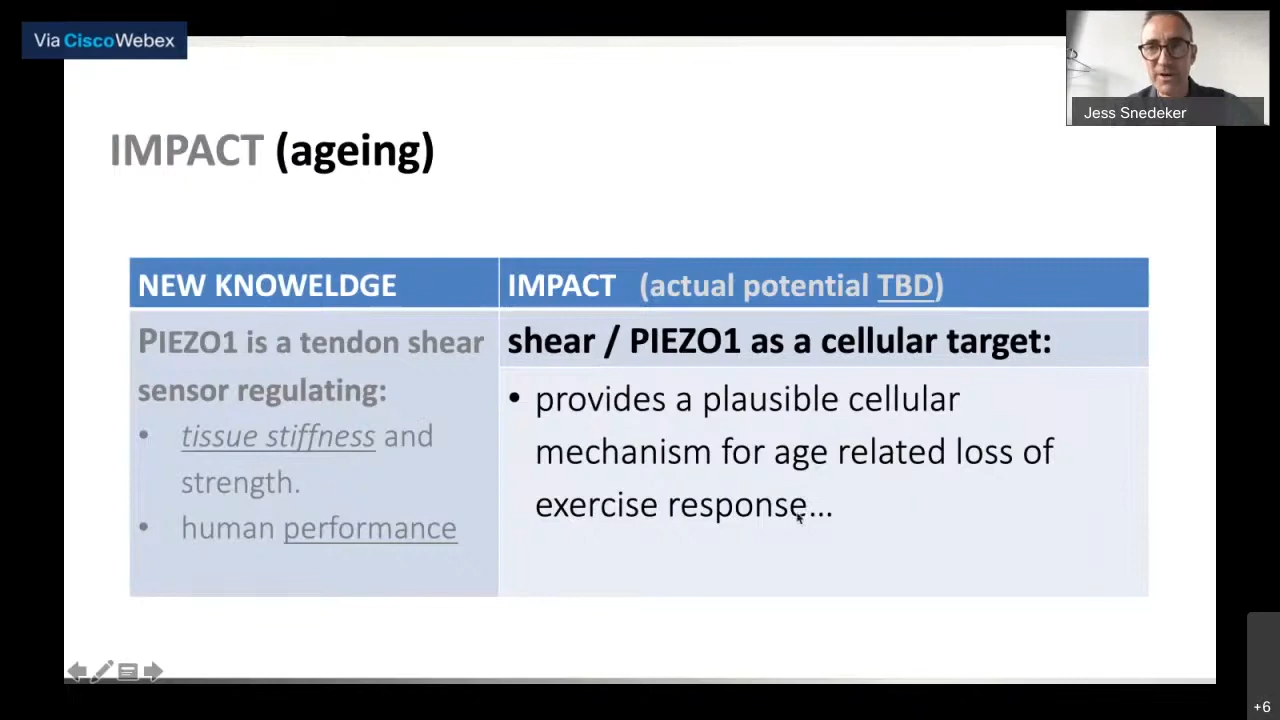 Via CiscoWebex
Jess Snedeker
IMPACT (ageing)
NEW KNOWELDGE
IMPACT (actual potential TBD)
PIEZO1 is a tendon shear
sensor regulating:
• tissue stiffness and
strength.
• human performance
shear / PIEZO1 as a cellular target:
• provides a plausible cellular
mechanism for age related loss of
exercise response...
+6